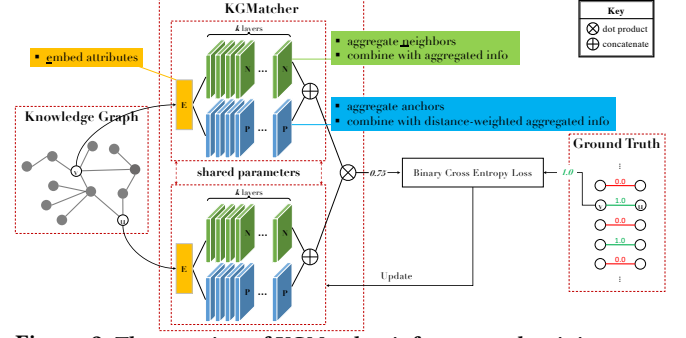 KGMatcher
Key
dot product
concatenate
k layers
▪ embed attributes
▪ aggregate neighbors
▪ combine with aggregated info
N ... N
E
P ... P
▪ aggregate anchors
▪ combine with distance-weighted aggregated info
Knowledge Graph
v
u
shared parameters
0.75
Binary Cross Entropy Loss
1.0
Ground Truth
...
0.0
v 1.0 u
0.0
1.0
0.0
...
k layers
N ... N
E
P ... P
Update